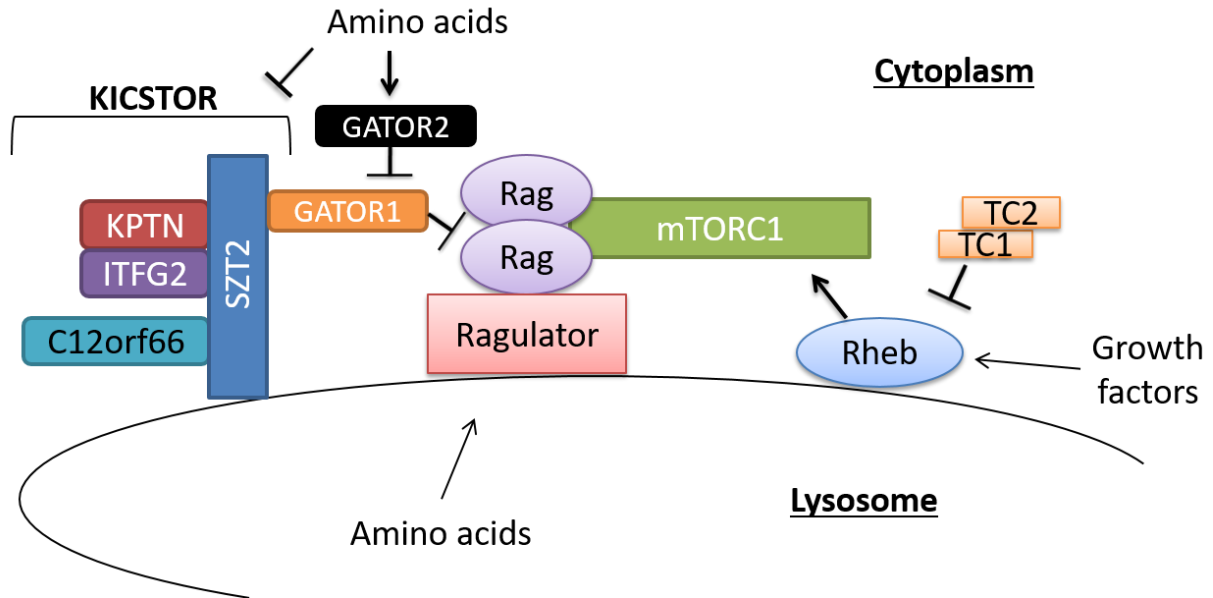 Amino acids
Cytoplasm
KICSTOR
GATOR2
Rag
KPTN
GATOR1
mTORC1
TC2
TC1
ITFG2
SZT2
Rag
C12orf66
Ragulator
Rheb
Growth
factors
Lysosome
Amino acids